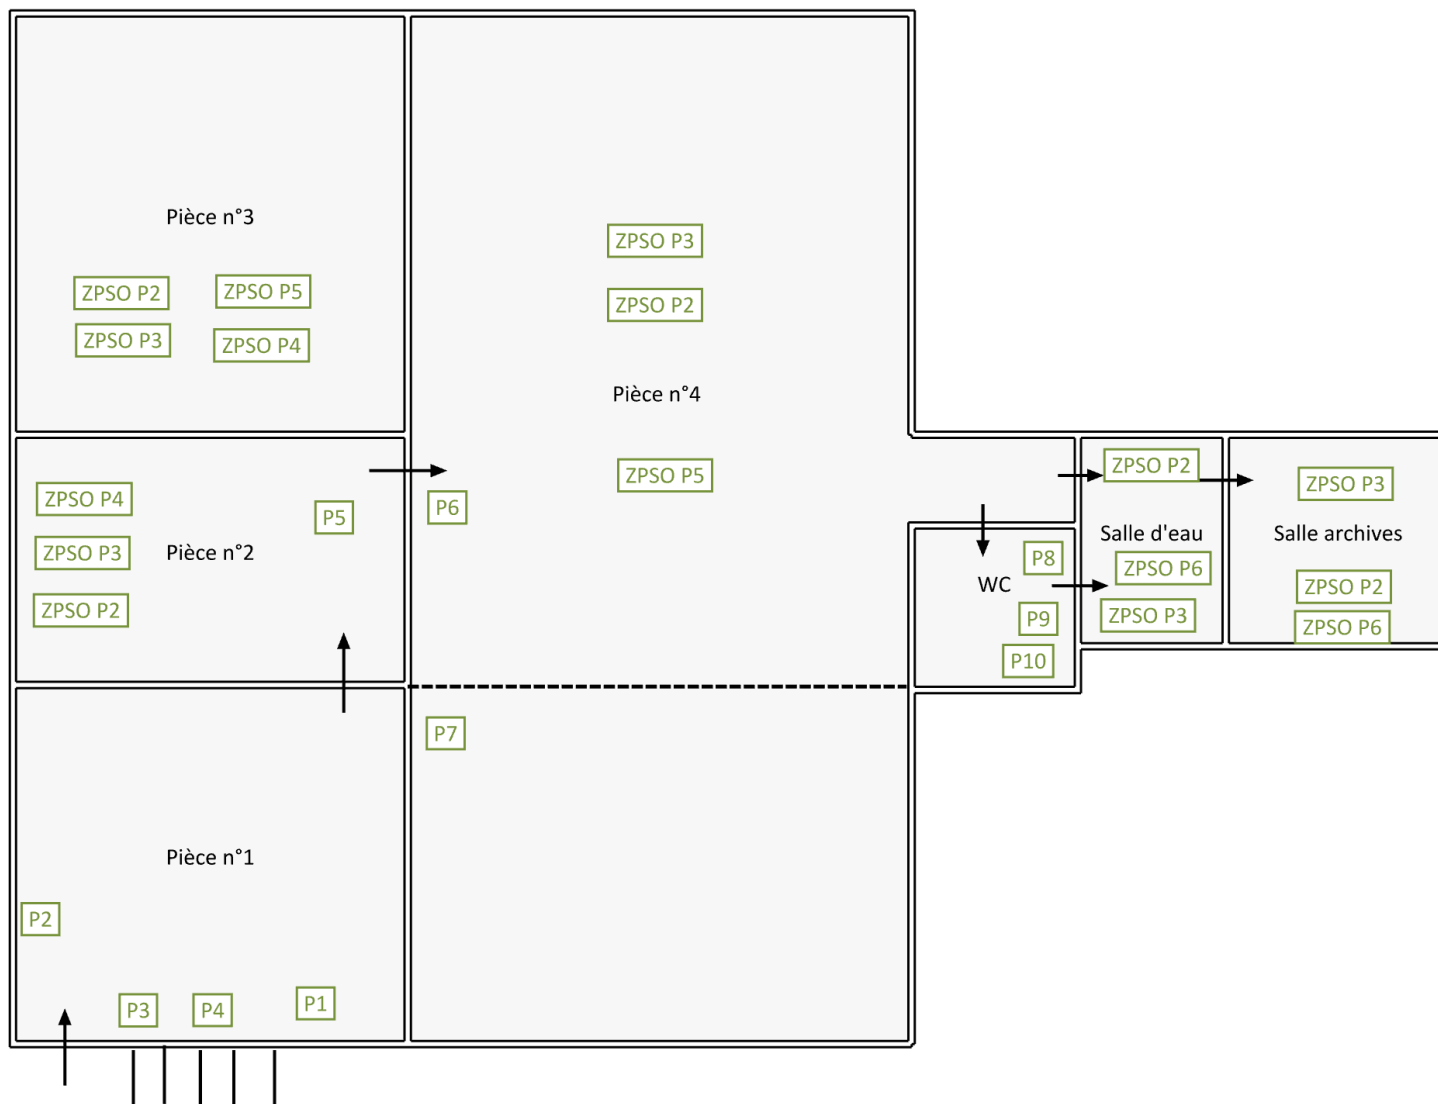 Pièce n°3
ZPSO P2
ZPSO P5
ZPSO P3
ZPSO P4
ZPSO P3
ZPSO P2
Pièce n°4
ZPSO P5
P6
ZPSO P4
P5
ZPSO P3
Pièce n°2
ZPSO P2
ZPSO P2
Salle d'eau
ZPSO P6
ZPSO P3
ZPSO P3
Salle archives
ZPSO P2
ZPSO P6
P8
WC
P9
P10
P7
Pièce n°1
P2
P3
P4
P1